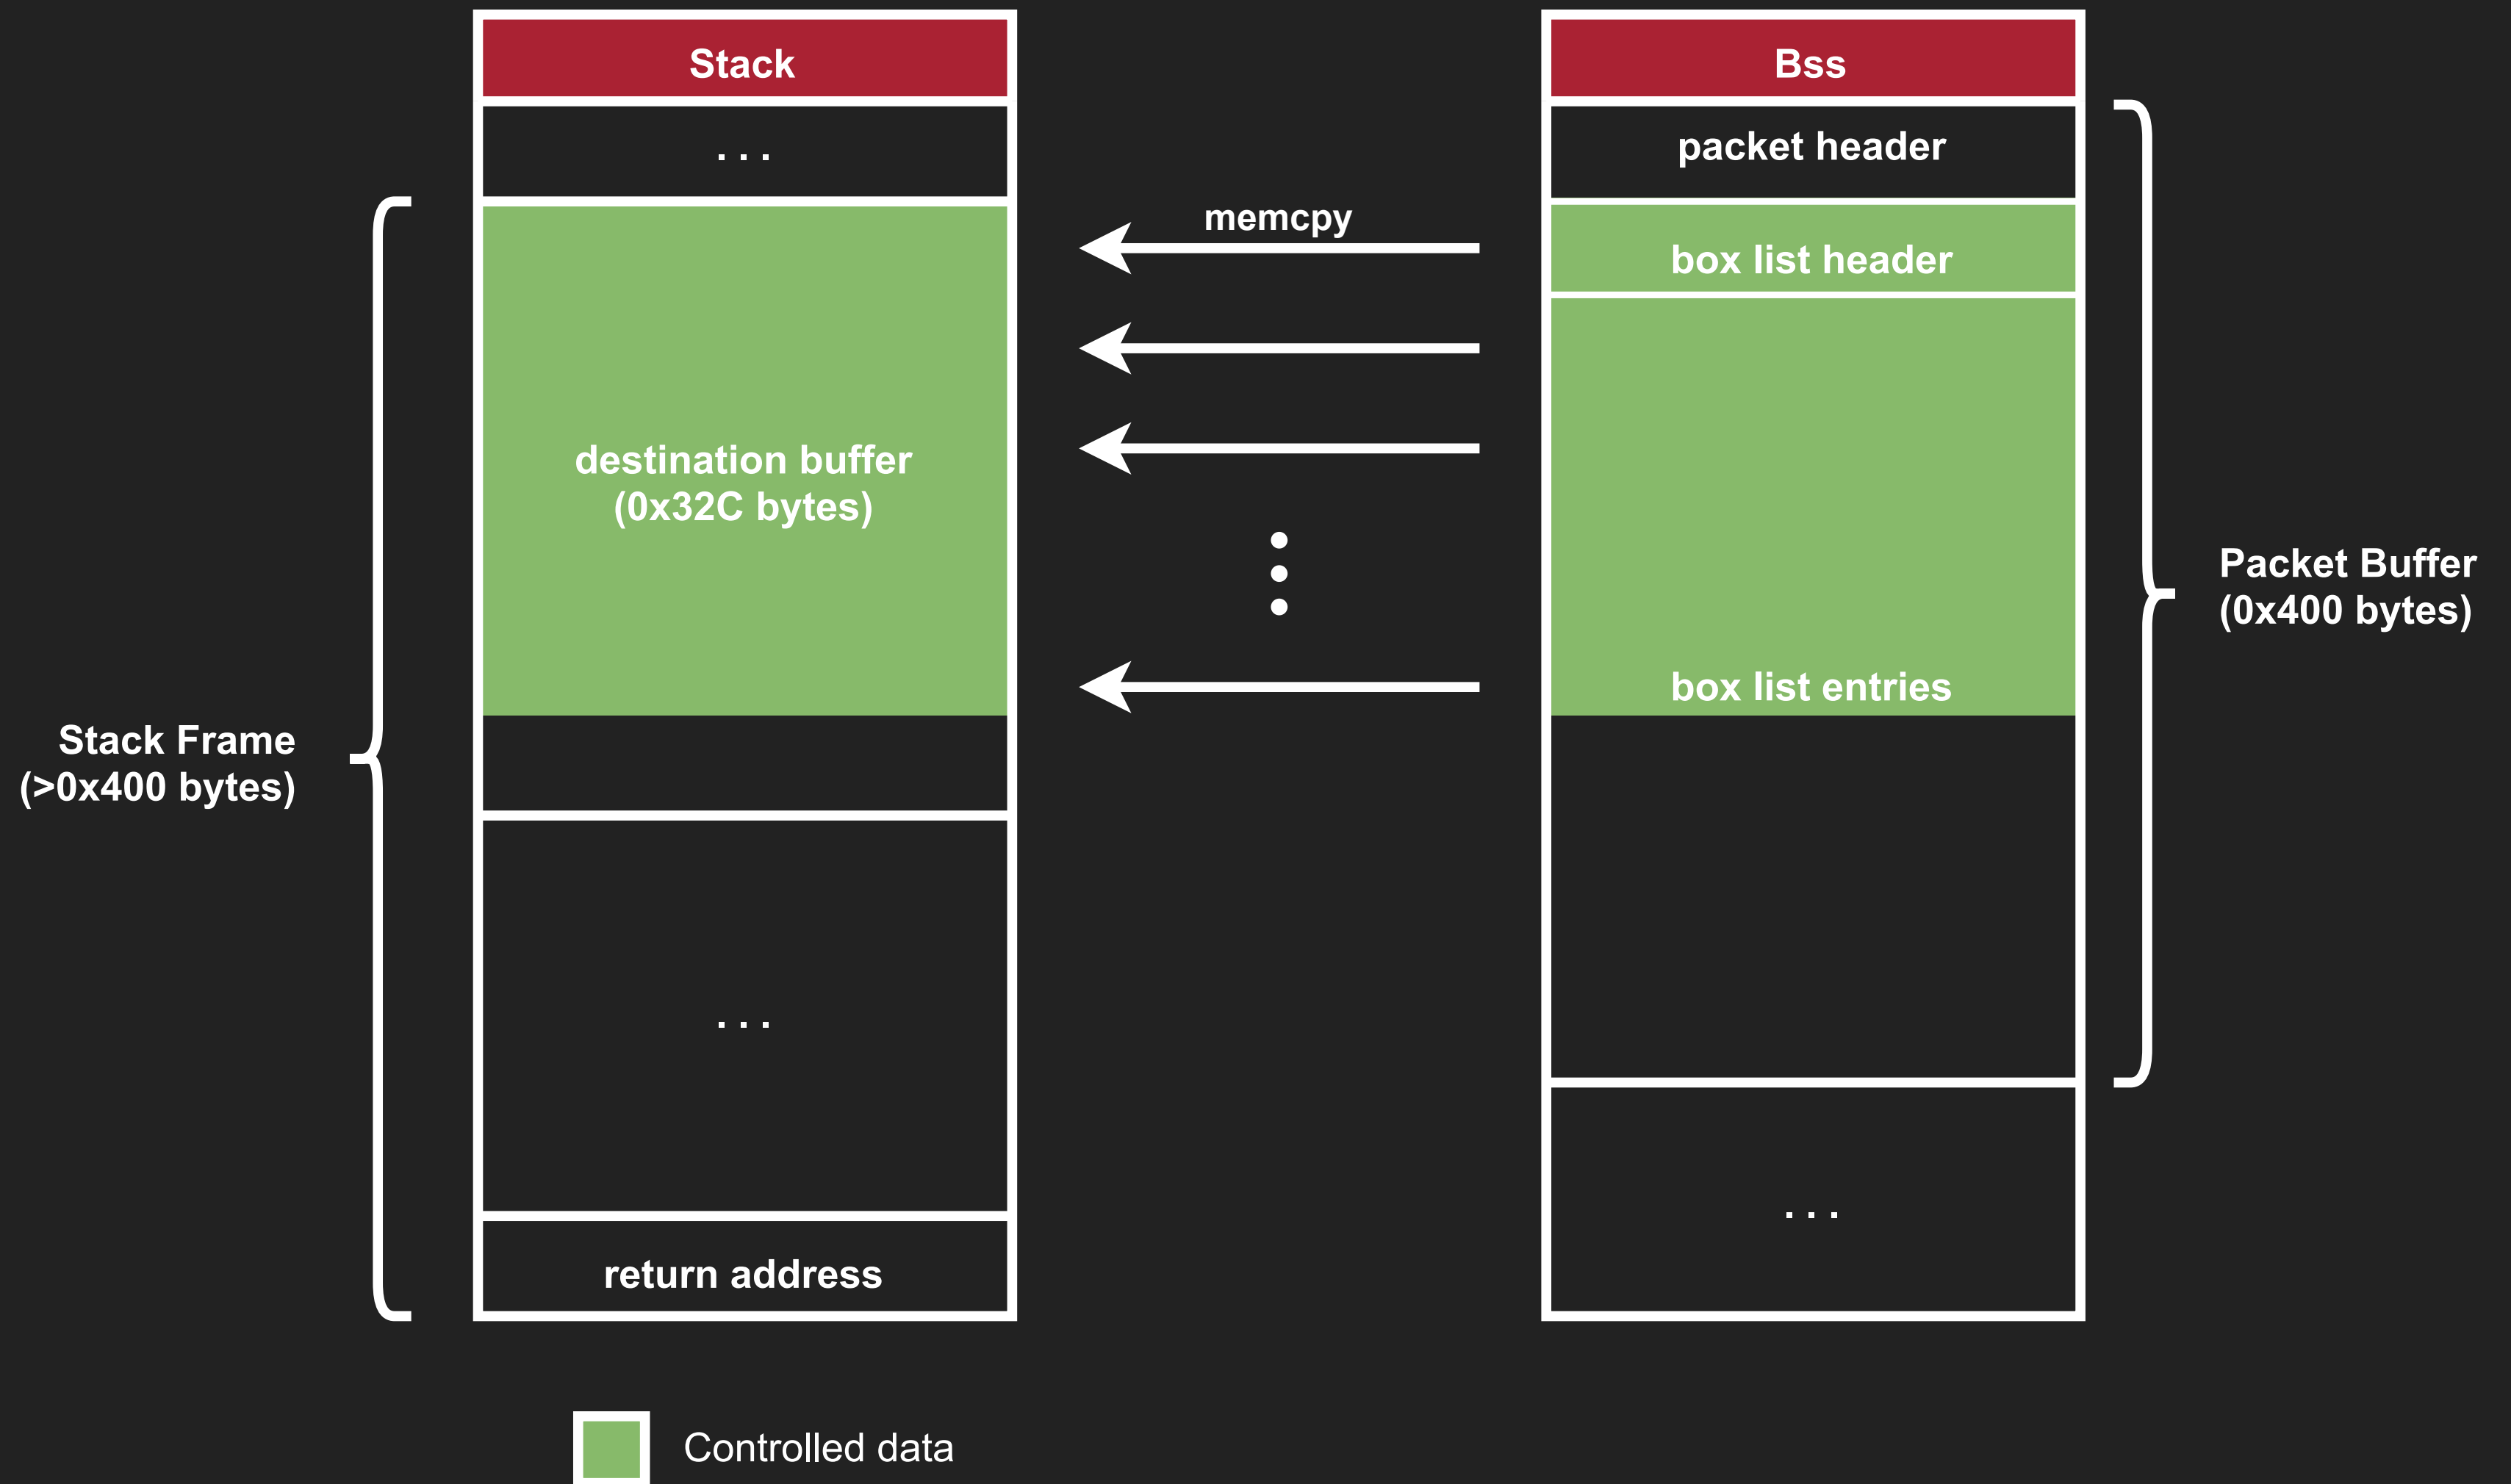 Stack
. . .
destination buffer
(0x32C bytes)
. . .
return address
Stack Frame
(>0x400 bytes)
memcpy
Bss
packet header
box list header
box list entries
. . .
Packet Buffer
(0x400 bytes)
Controlled data